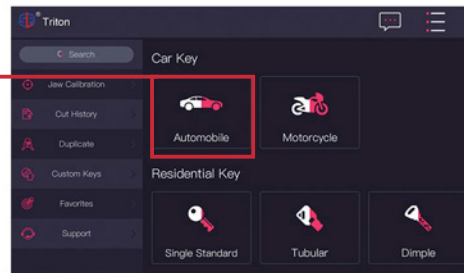 Triton
Search
Jaw Calibration
Cut History
Duplicate
Custom Keys
Favorites
Support
Car Key
Automobile
Motorcycle
Residential Key
Single Standard
Tubular
Dimple